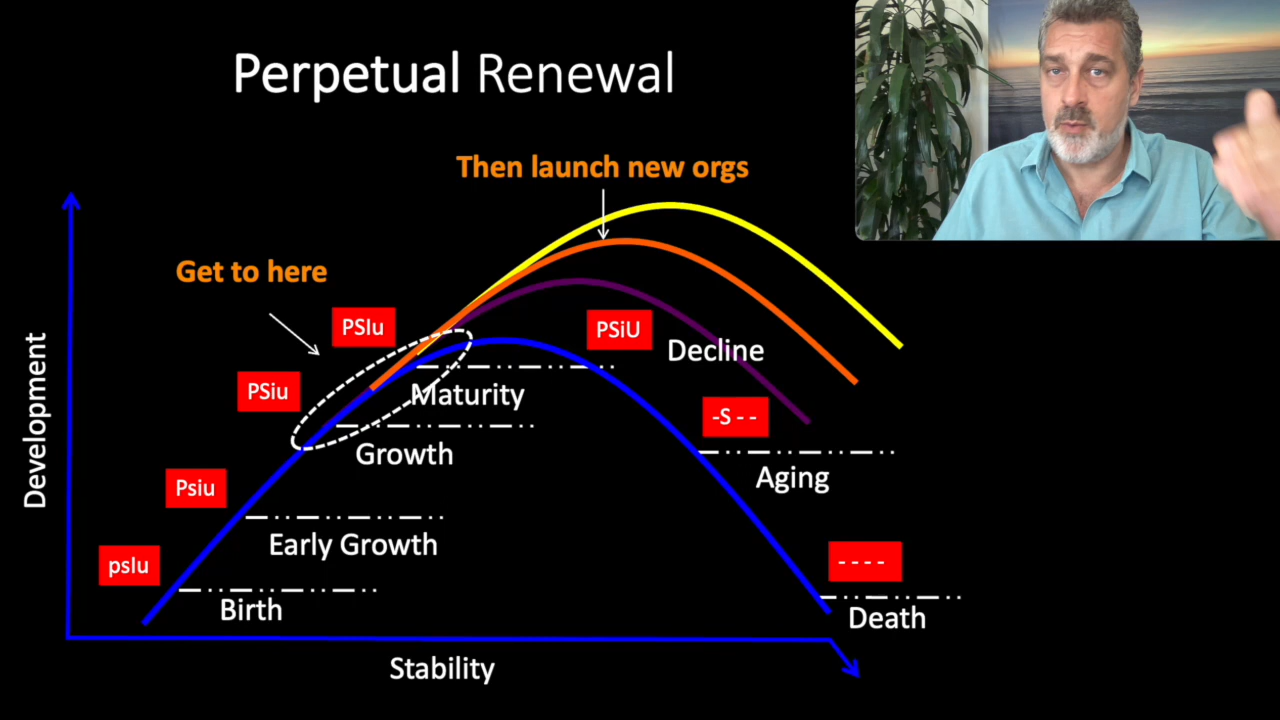 Perpetual Renewal
Then launch new orgs
Get to here
PSIu
PSiU
Decline
PSiu
Maturity
-S - -
Growth
Aging
Psiu
Early Growth
psIu
- - - -
Birth
Death
Development
Stability